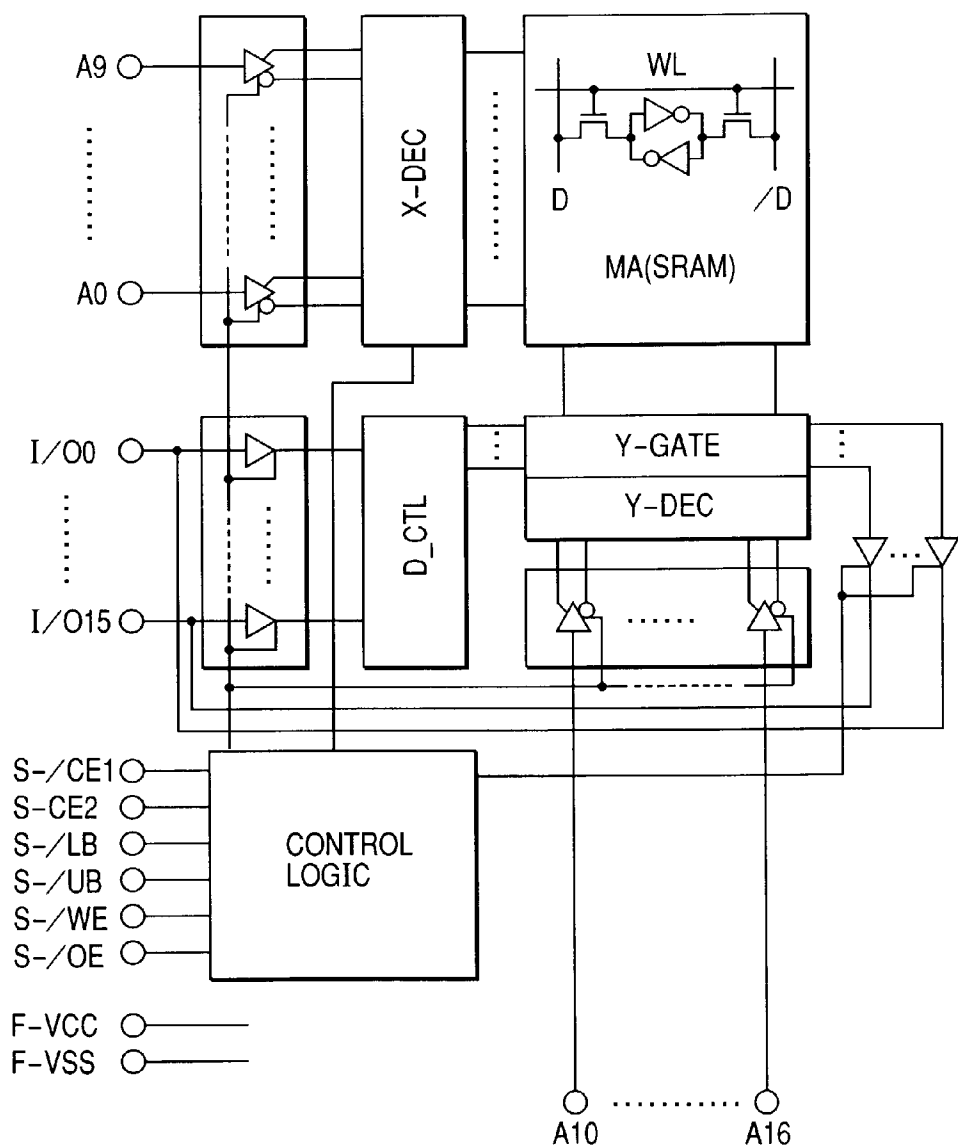 A9
A0
X-DEC
WL
D
/D
MA(SRAM)
I/O0
I/O15
D_CTL
Y-GATE
Y-DEC
S-/CE1
S-CE2
S-/LB
S-/UB
S-/WE
S-/OE
CONTROL
LOGIC
F-VCC
F-VSS
A10
A16